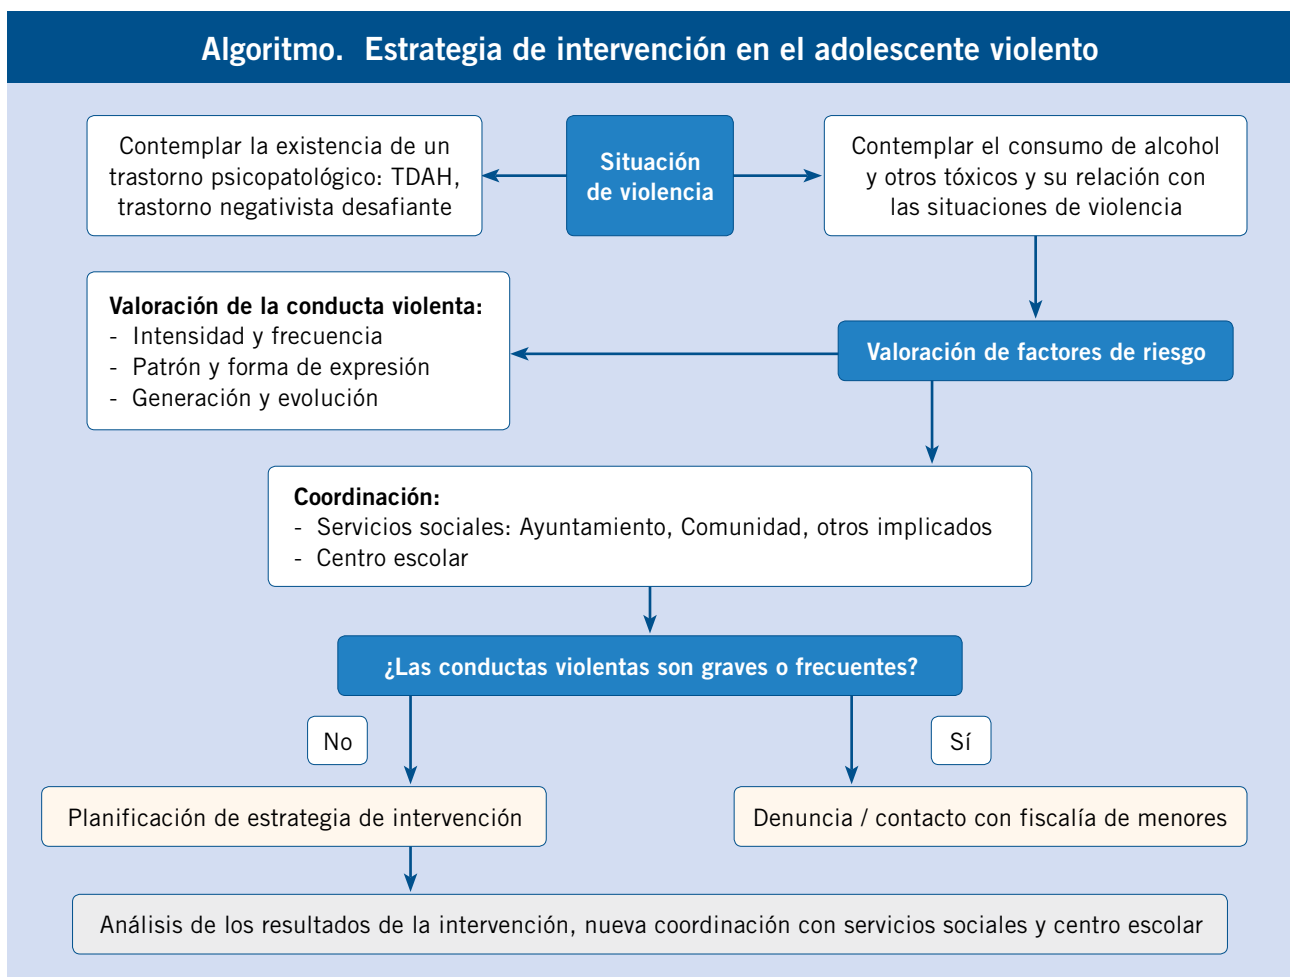 Algoritmo. Estrategia de intervención en el adolescente violento
Contemplar la existencia de un
trastorno psicopatológico: TDAH,
trastorno negativista desafiante
Situación
de violencia
Contemplar el consumo de alcohol
y otros tóxicos y su relación con
las situaciones de violencia
Valoración de la conducta violenta:
- Intensidad y frecuencia
- Patrón y forma de expresión
- Generación y evolución
Valoración de factores de riesgo
Coordinación:
- Servicios sociales: Ayuntamiento, Comunidad, otros implicados
- Centro escolar
¿Las conductas violentas son graves o frecuentes?
No
Sí
Planificación de estrategia de intervención
Denuncia / contacto con fiscalía de menores
Análisis de los resultados de la intervención, nueva coordinación con servicios sociales y centro escolar